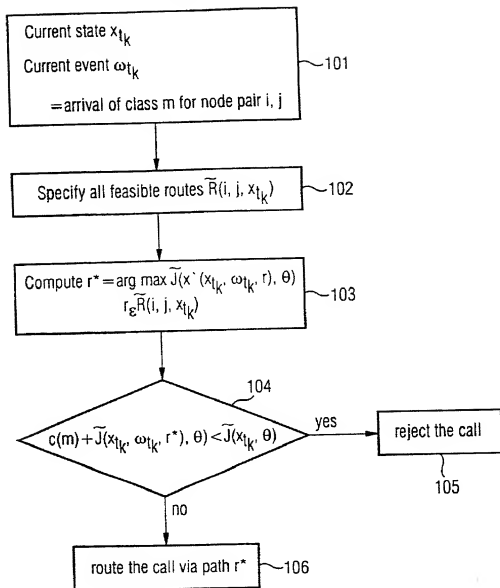 Current state x_{t_k}
Current event ω_{t_k}
=arrival of class m for node pair i, j
101
Specify all feasible routes R̃(i, j, x_{t_k})
102
Compute r*=arg max J̃(x`(x_{t_k}, ω_{t_k}, r), θ)
r_ε R̃(i, j, x_{t_k})
103
104
c(m)+J̃(x_{t_k}, ω_{t_k}, r*), θ)<J̃(x_{t_k}, θ)
yes
reject the call
105
no
route the call via path r*
106